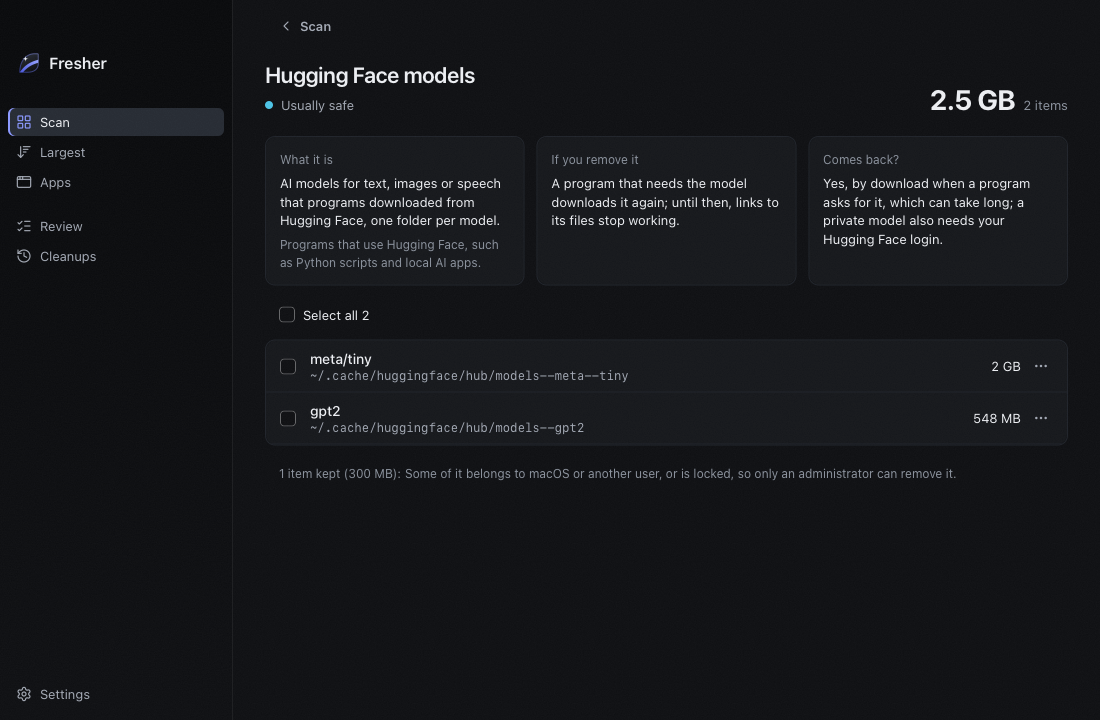 Scan
Fresher
Scan
Largest
Apps
Review
Cleanups
Settings
Hugging Face models
Usually safe
2.5 GB 2 items
What it is
AI models for text, images or speech
that programs downloaded from
Hugging Face, one folder per model.
Programs that use Hugging Face, such
as Python scripts and local AI apps.
If you remove it
A program that needs the model
downloads it again; until then, links to
its files stop working.
Comes back?
Yes, by download when a program
asks for it, which can take long; a
private model also needs your
Hugging Face login.
Select all 2
meta/tiny
~/.cache/huggingface/hub/models--meta--tiny
2 GB
gpt2
~/.cache/huggingface/hub/models--gpt2
548 MB
1 item kept (300 MB): Some of it belongs to macOS or another user, or is locked, so only an administrator can remove it.